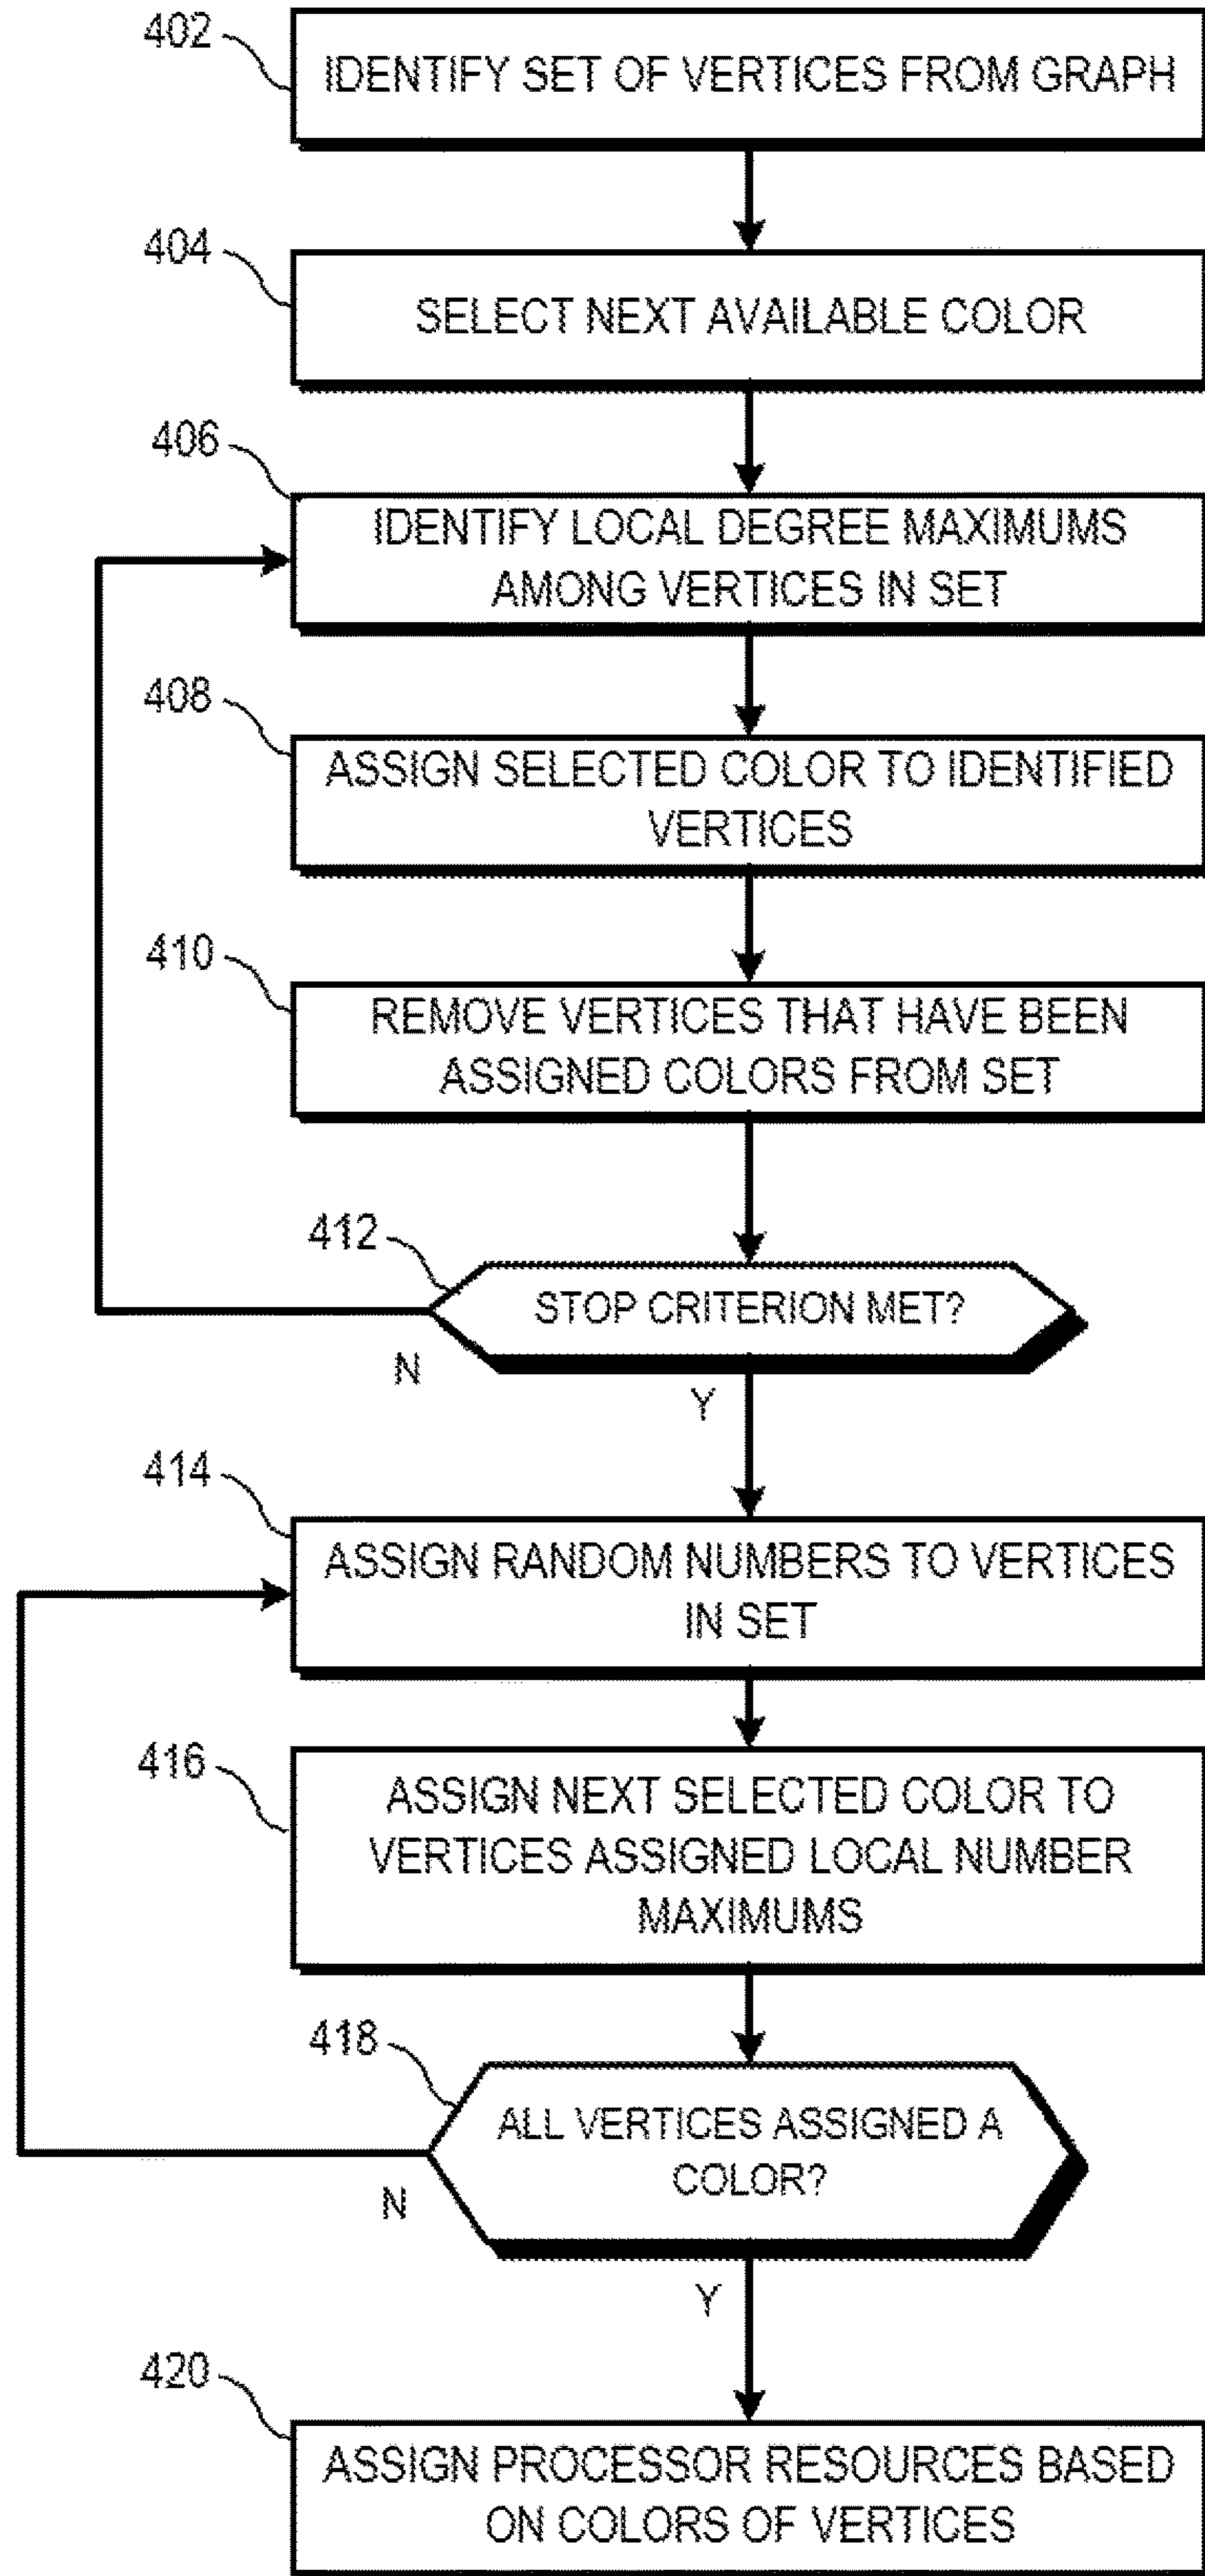 402
IDENTIFY SET OF VERTICES FROM GRAPH
404
SELECT NEXT AVAILABLE COLOR
406
IDENTIFY LOCAL DEGREE MAXIMUMS
AMONG VERTICES IN SET
408
ASSIGN SELECTED COLOR TO IDENTIFIED
VERTICES
410
REMOVE VERTICES THAT HAVE BEEN
ASSIGNED COLORS FROM SET
412
STOP CRITERION MET?
N
Y
414
ASSIGN RANDOM NUMBERS TO VERTICES
IN SET
416
ASSIGN NEXT SELECTED COLOR TO
VERTICES ASSIGNED LOCAL NUMBER
MAXIMUMS
418
ALL VERTICES ASSIGNED A
COLOR?
N
Y
420
ASSIGN PROCESSOR RESOURCES BASED
ON COLORS OF VERTICES